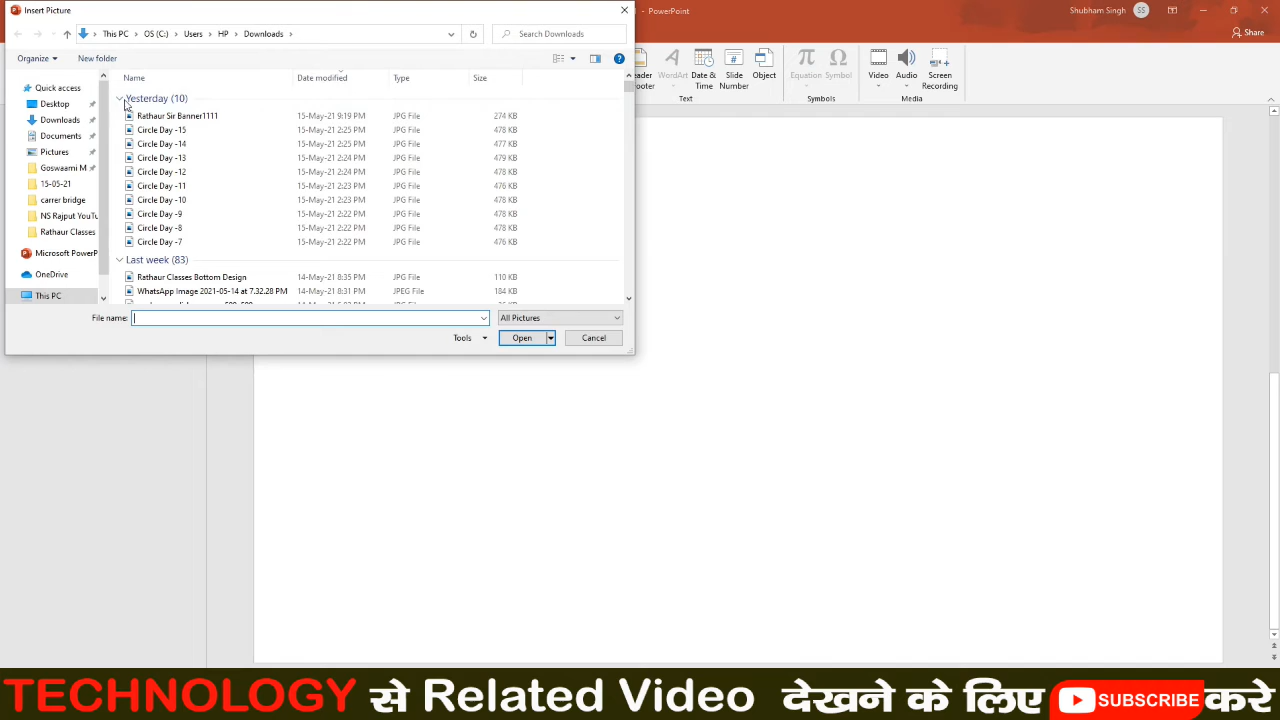 Insert Picture
PowerPoint
Shubham Singh SS
This PC > OS (C:) > Users > HP > Downloads >
Search Downloads
Share
Organize
New folder
Name Date modified Type Size
WordArt Date & Time Slide Number Object Equation Symbol Video Audio Screen Recording
Text Symbols Media
Quick access
Desktop
Downloads
Documents
Pictures
Goswaami M
15-05-21
carrer bridge
NS Rajput YouTu
Rathaur Classes
Microsoft PowerP
OneDrive
This PC
Yesterday (10)
Rathaur Sir Banner1111 15-May-21 9:19 PM JPG File 274 KB
Circle Day -15 15-May-21 2:25 PM JPG File 478 KB
Circle Day -14 15-May-21 2:25 PM JPG File 477 KB
Circle Day -13 15-May-21 2:24 PM JPG File 479 KB
Circle Day -12 15-May-21 2:24 PM JPG File 478 KB
Circle Day -11 15-May-21 2:23 PM JPG File 476 KB
Circle Day -10 15-May-21 2:23 PM JPG File 478 KB
Circle Day -9 15-May-21 2:22 PM JPG File 478 KB
Circle Day -8 15-May-21 2:22 PM JPG File 478 KB
Circle Day -7 15-May-21 2:22 PM JPG File 476 KB
Last week (83)
Rathaur Classes Bottom Design 14-May-21 8:35 PM JPG File 110 KB
WhatsApp Image 2021-05-14 at 7.32.28 PM 14-May-21 8:31 PM JPEG File 184 KB
File name: All Pictures
Tools Open Cancel
TECHNOLOGY से Related Video देखने के लिए SUBSCRIBE करे